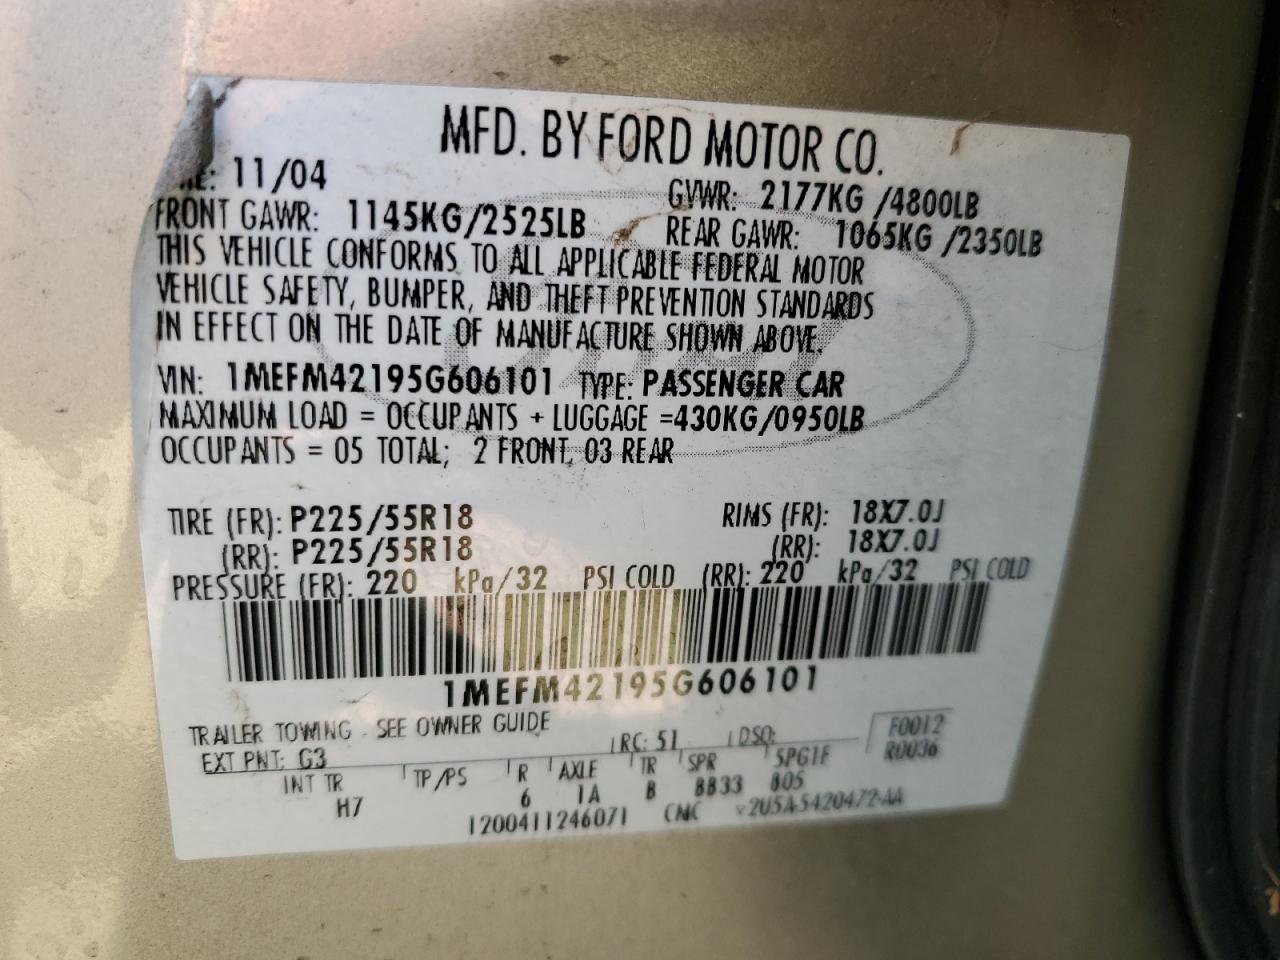 MFD. BY FORD MOTOR CO.
11/04 GVWR: 2177KG /4800LB
FRONT GAWR: 1145KG/2525LB REAR GAWR: 1065KG /2350LB
THIS VEHICLE CONFORMS TO ALL APPLICABLE FEDERAL MOTOR
VEHICLE SAFETY, BUMPER, AND THEFT PREVENTION STANDARDS
IN EFFECT ON THE DATE OF MANUFACTURE SHOWN ABOVE.
VIN: 1MEFM42195G606101 TYPE: PASSENGER CAR
MAXIMUM LOAD = OCCUPANTS + LUGGAGE =430KG/0950LB
OCCUPANTS = 05 TOTAL; 2 FRONT, 03 REAR
TIRE (FR): P225/55R18 RIMS (FR): 18X7.0J
(RR): P225/55R18 (RR): 18X7.0J
PRESSURE (FR): 220 kPa/32 PSI COLD (RR): 220 kPa/32 PSI COLD
1MEFM42195G606101
TRAILER TOWING - SEE OWNER GUIDE
F0012
EXT PNT: G3 RC: 51 DSO: R0036
INT TR TP/PS R AXLE TR SPR 5PG1F
H7 6 1A B BB33 805
1200411246071 CMC V2U5A-5420472-AA